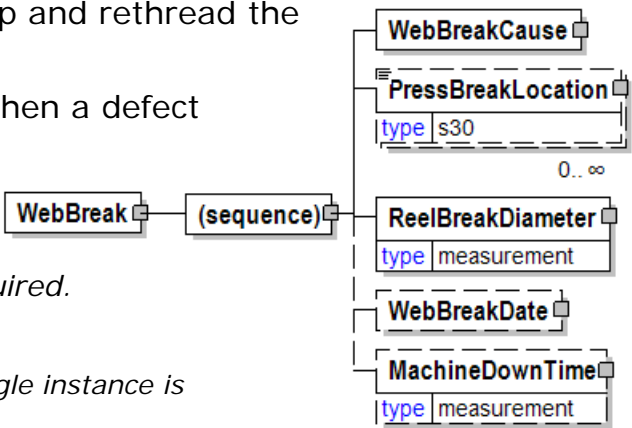 p and rethread the
hen a defect
uired.
gle instance is
WebBreak
(sequence)
WebBreakCause
PressBreakLocation
type s30
0.. ∞
ReelBreakDiameter
type measurement
WebBreakDate
MachineDownTime
type measurement